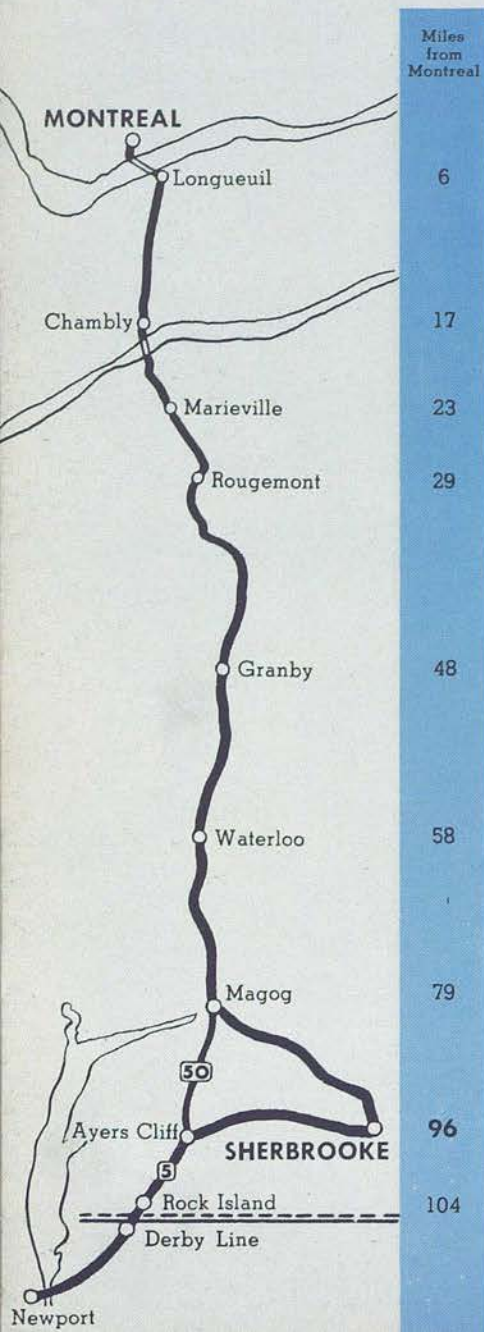 Miles
from
Montreal
MONTREAL
Longueuil
6
Chambly
17
Marieville
23
Rougemont
29
Granby
48
Waterloo
58
Magog
79
50
Ayers Cliff
SHERBROOKE
96
5
Rock Island
104
Derby Line
Newport